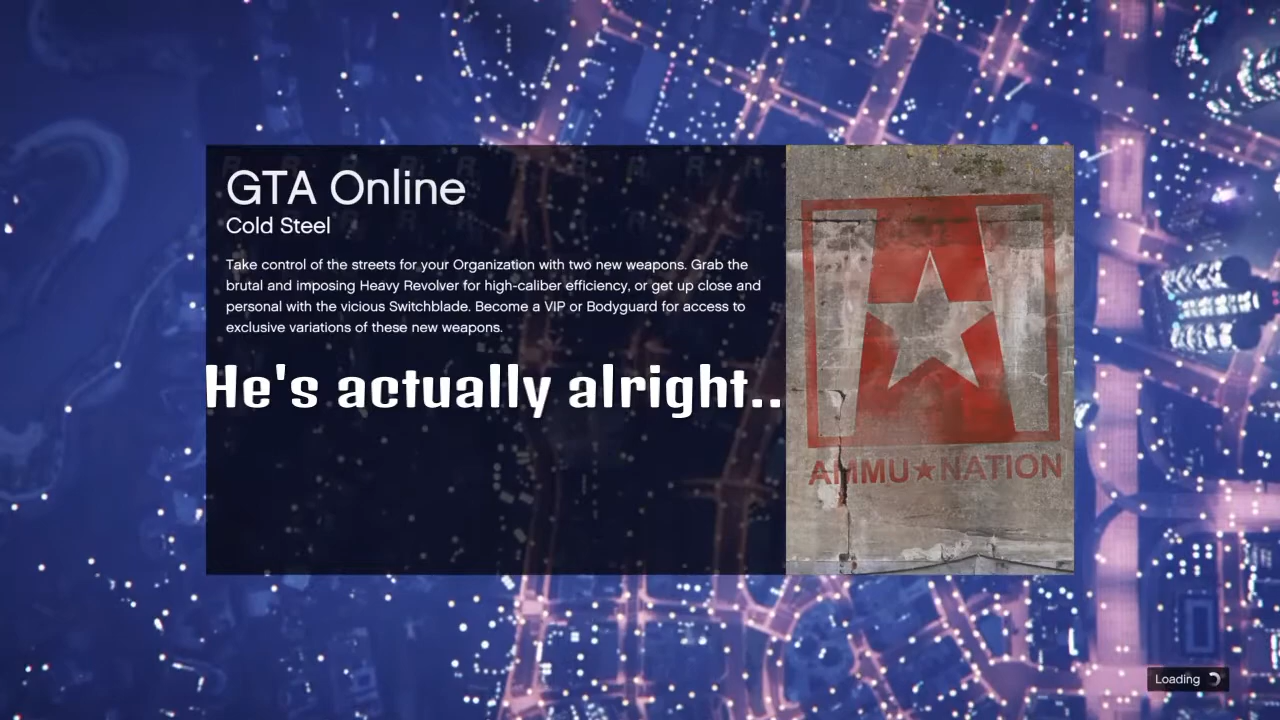 GTA Online
Cold Steel
Take control of the streets for your Organization with two new weapons. Grab the
brutal and imposing Heavy Revolver for high-caliber efficiency, or get up close and
personal with the vicious Switchblade. Become a VIP or Bodyguard for access to
exclusive variations of these new weapons.
He's actually alright..
AMMU★NATION
Loading